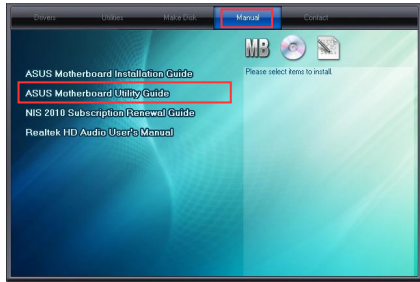 Drivers Utilities Make Disk Manual Contact
MB
Please select items to install.
ASUS Motherboard Installation Guide
ASUS Motherboard Utility Guide
NIS 2010 Subscription Renewal Guide
Realtek HD Audio User's Manual